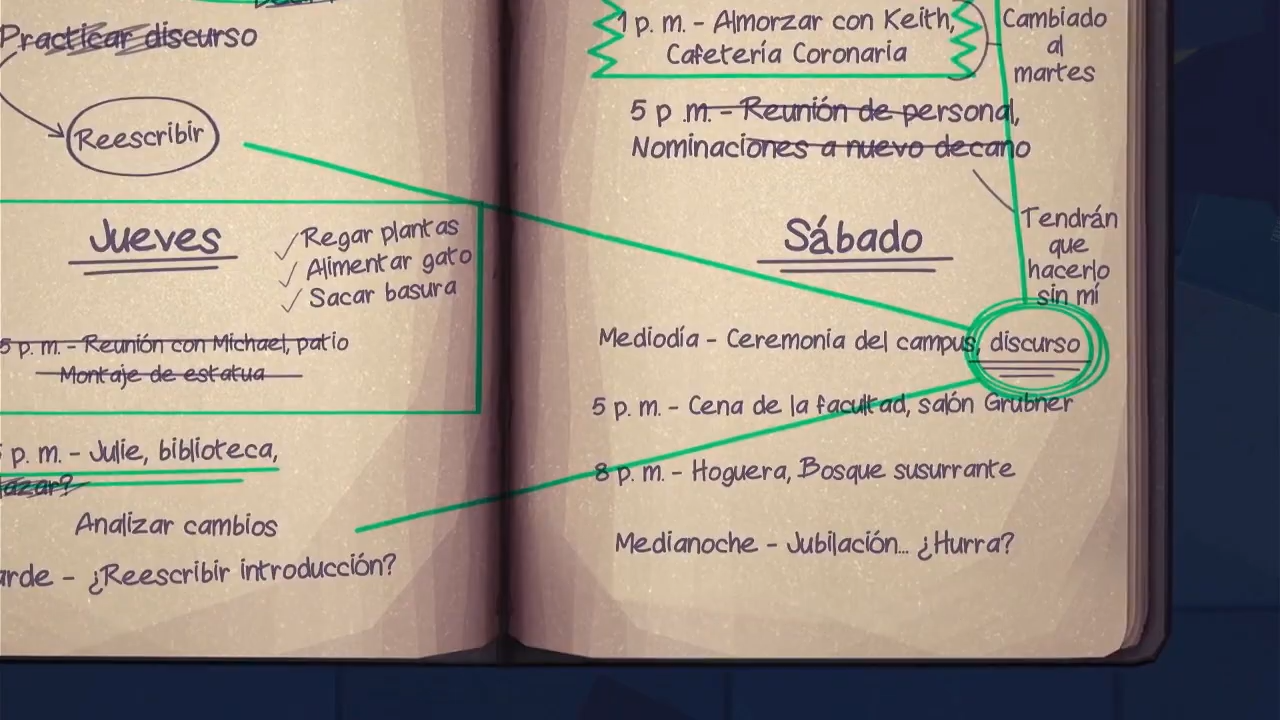 Practicar discurso
Reescribir
Jueves
Regar plantas
Alimentar gato
Sacar basura
5 p. m. - Reunión con Michael, patio
Montaje de estatua
p. m. - Julie, biblioteca,
Analizar cambios
arde - ¿Reescribir introducción?
1 p. m. - Almorzar con Keith,
Cafetería Coronaria
Cambiado
al
martes
5 p .m. - Reunión de personal,
Nominaciones a nuevo decano
Tendrán
que
hacerlo
sin mí
Sábado
Mediodía - Ceremonia del campus, discurso
5 p. m. - Cena de la facultad, salón Grubner
8 p. m. - Hoguera, Bosque susurrante
Medianoche - Jubilación... ¿Hurra?